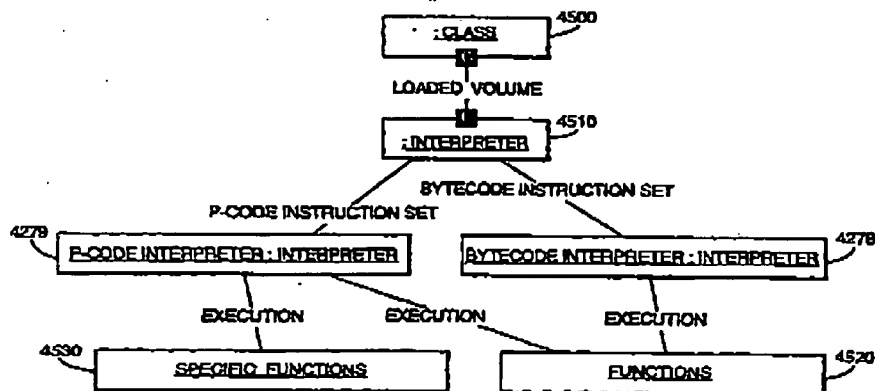 4500
: CLASS
LOADED VOLUME
4510
: INTERPRETER
BYTECODE INSTRUCTION SET
P-CODE INSTRUCTION SET
4279
P-CODE INTERPRETER : INTERPRETER
BYTECODE INTERPRETER : INTERPRETER
4278
EXECUTION
EXECUTION
EXECUTION
4530
SPECIFIC FUNCTIONS
FUNCTIONS
4520